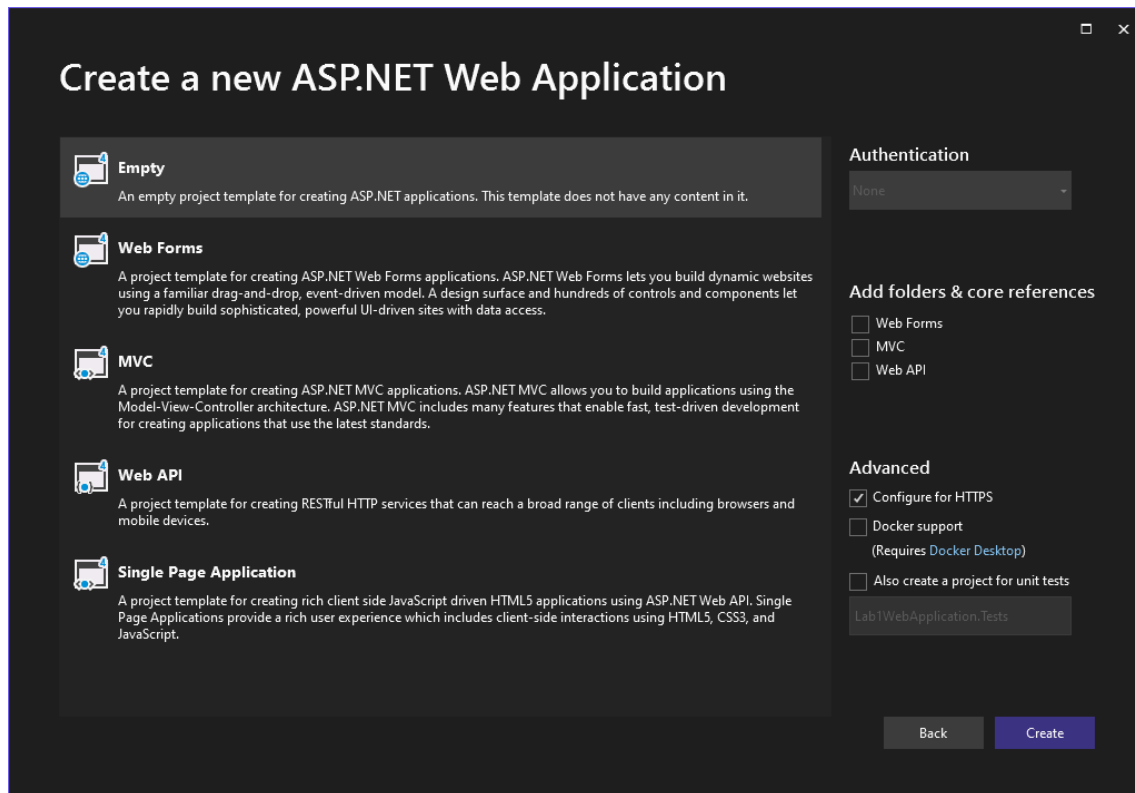 Create a new ASP.NET Web Application
Empty
An empty project template for creating ASP.NET applications. This template does not have any content in it.
Web Forms
A project template for creating ASP.NET Web Forms applications. ASP.NET Web Forms lets you build dynamic websites
using a familiar drag-and-drop, event-driven model. A design surface and hundreds of controls and components let
you rapidly build sophisticated, powerful UI-driven sites with data access.
MVC
A project template for creating ASP.NET MVC applications. ASP.NET MVC allows you to build applications using the
Model-View-Controller architecture. ASP.NET MVC includes many features that enable fast, test-driven development
for creating applications that use the latest standards.
Web API
A project template for creating RESTful HTTP services that can reach a broad range of clients including browsers and
mobile devices.
Single Page Application
A project template for creating rich client side JavaScript driven HTML5 applications using ASP.NET Web API. Single
Page Applications provide a rich user experience which includes client-side interactions using HTML5, CSS3, and
JavaScript.
Authentication
None
Add folders & core references
Web Forms
MVC
Web API
Advanced
Configure for HTTPS
Docker support
(Requires Docker Desktop)
Also create a project for unit tests
Lab1WebApplication.Tests
Back
Create